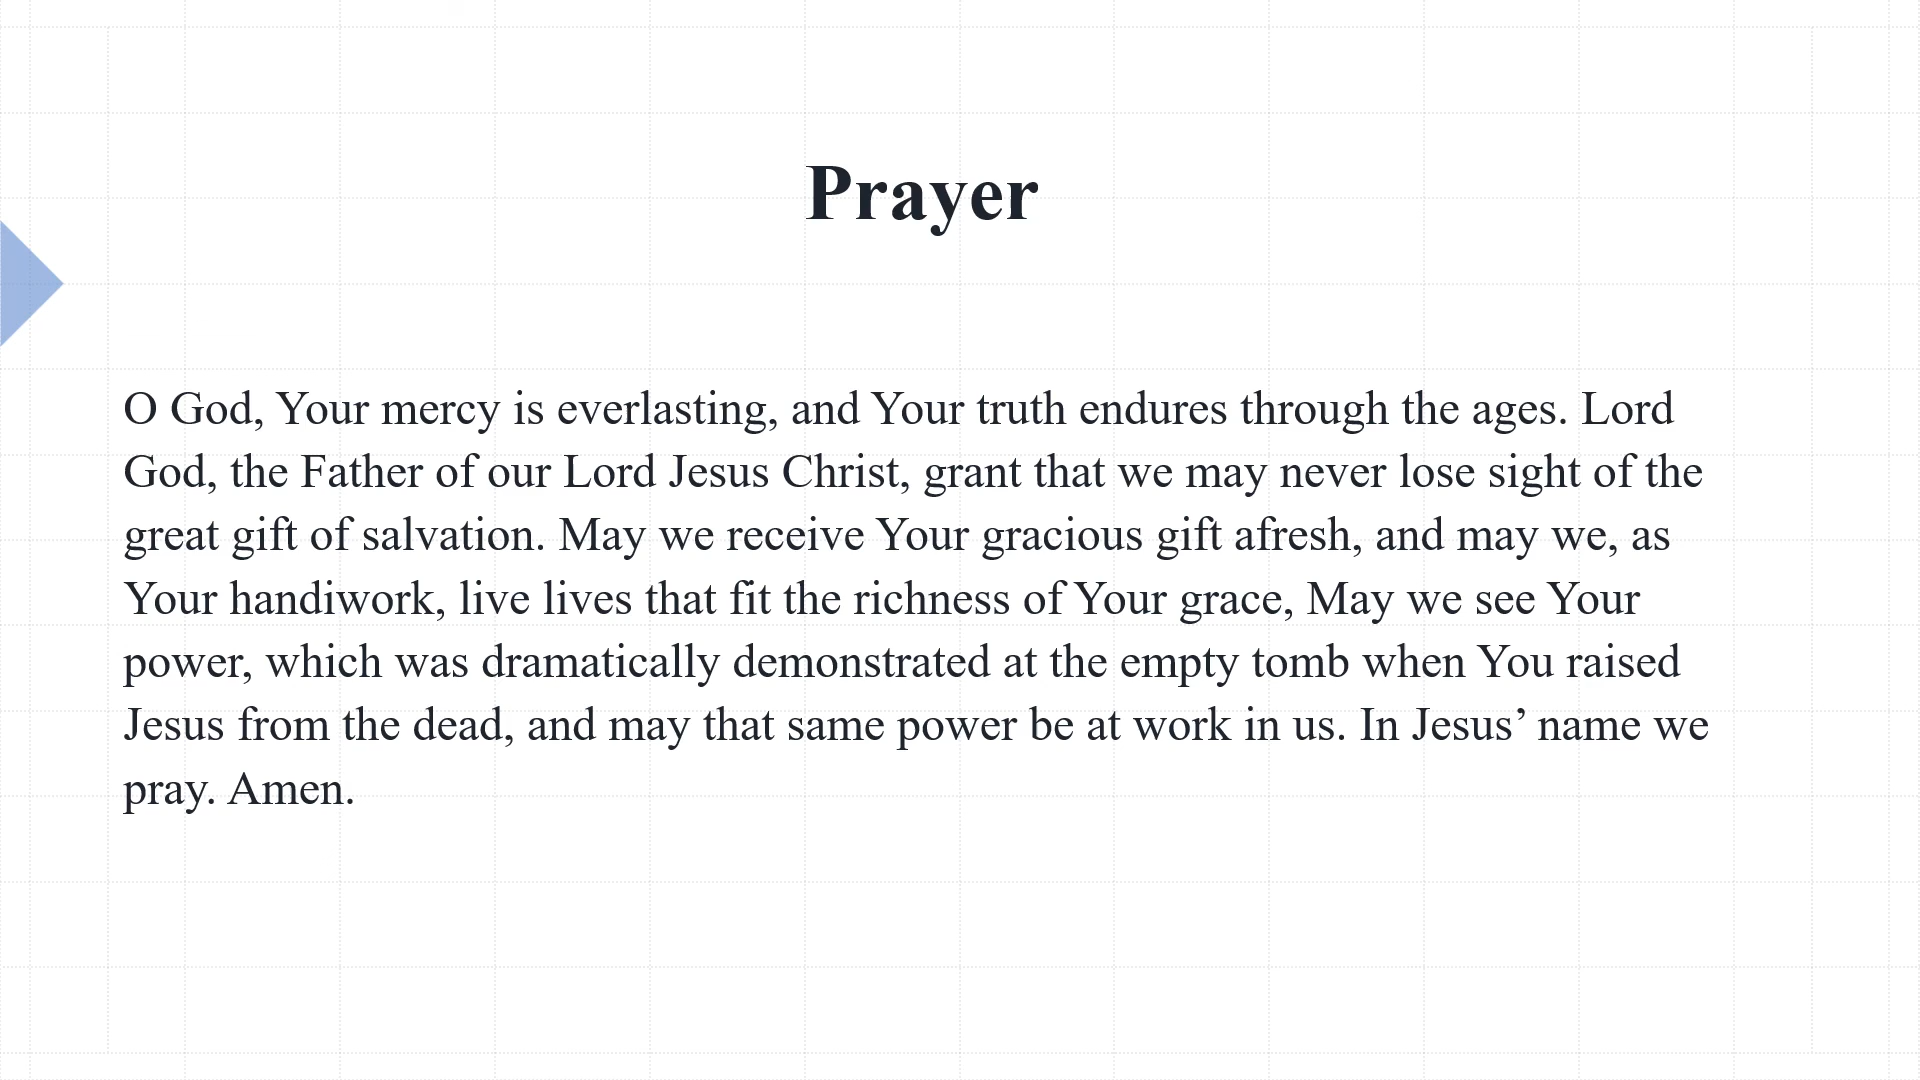 Prayer
O God, Your mercy is everlasting, and Your truth endures through the ages. Lord
God, the Father of our Lord Jesus Christ, grant that we may never lose sight of the
great gift of salvation. May we receive Your gracious gift afresh, and may we, as
Your handiwork, live lives that fit the richness of Your grace, May we see Your
power, which was dramatically demonstrated at the empty tomb when You raised
Jesus from the dead, and may that same power be at work in us. In Jesus’ name we
pray. Amen.